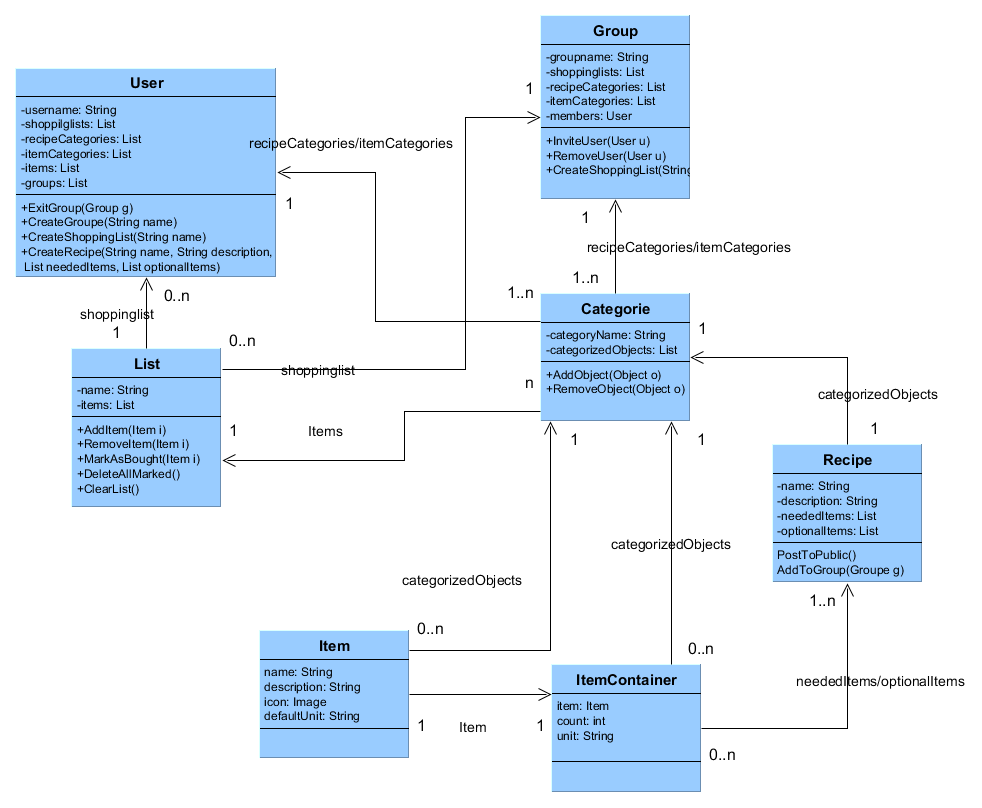 Group
-groupname: String
-shoppinglists: List
-recipeCategories: List
-itemCategories: List
-members: User
+InviteUser(User u)
+RemoveUser(User u)
+CreateShoppingList(String
1
1
User
-username: String
-shoppilglists: List
-recipeCategories: List
-itemCategories: List
-items: List
-groups: List
+ExitGroup(Group g)
+CreateGroupe(String name)
+CreateShoppingList(String name)
+CreateRecipe(String name, String description,
List neededItems, List optionalItems)
recipeCategories/itemCategories
1
recipeCategories/itemCategories
1..n
1..n
0..n
shoppinglist
1
0..n
shoppinglist
Categorie
-categoryName: String
-categorizedObjects: List
+AddObject(Object o)
+RemoveObject(Object o)
1
n
1
1
List
-name: String
-items: List
+AddItem(Item i)
+RemoveItem(Item i)
+MarkAsBought(Item i)
+DeleteAllMarked()
+ClearList()
1
Items
categorizedObjects
1
Recipe
-name: String
-description: String
-neededItems: List
-optionalItems: List
PostToPublic()
AddToGroup(Groupe g)
1..n
categorizedObjects
categorizedObjects
0..n
0..n
Item
name: String
description: String
icon: Image
defaultUnit: String
1
Item
1
ItemContainer
item: Item
count: int
unit: String
neededItems/optionalItems
0..n